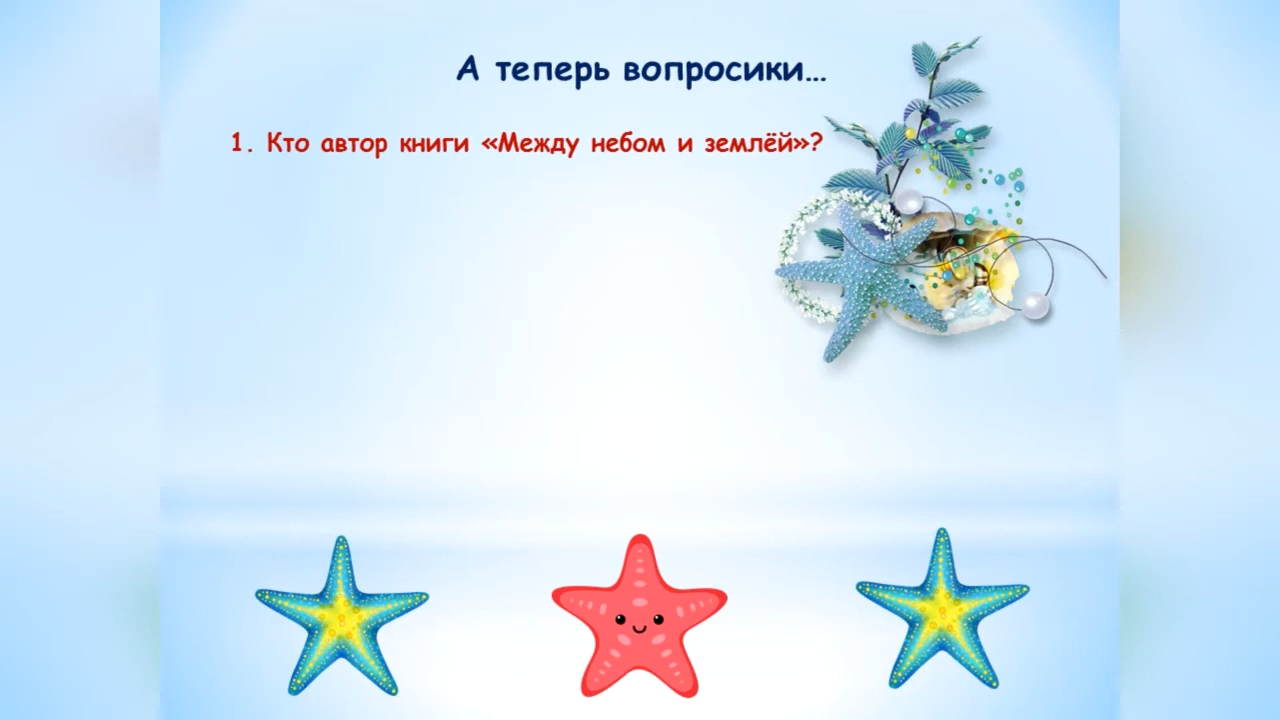 А теперь вопросики...
1. Кто автор книги «Между небом и землёй»?